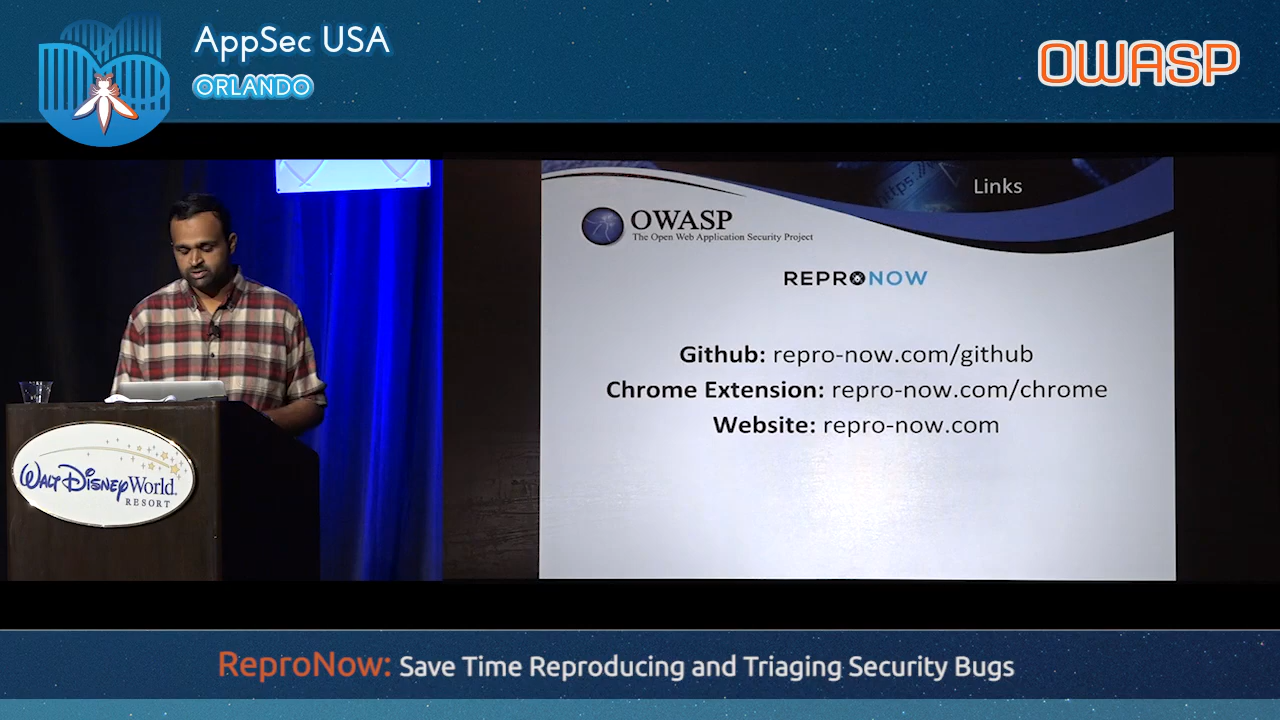 AppSec USA
ORLANDO
OWASP
https://
Links
OWASP
The Open Web Application Security Project
REPRONOW
Github: repro-now.com/github
Chrome Extension: repro-now.com/chrome
Website: repro-now.com
Walt Disney World.
RESORT
ReproNow: Save Time Reproducing and Triaging Security Bugs